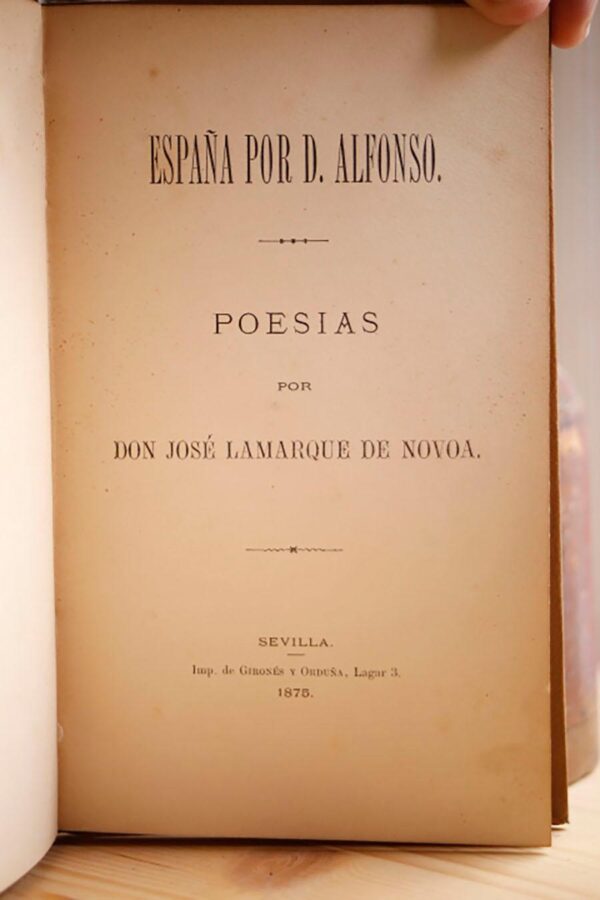 ESPAÑA POR D. ALFONSO.
POESIAS
POR
DON JOSÉ LAMARQUE DE NOVOA.
SEVILLA.
Imp. de Gironés y Orduña, Lagar 3.
1875.